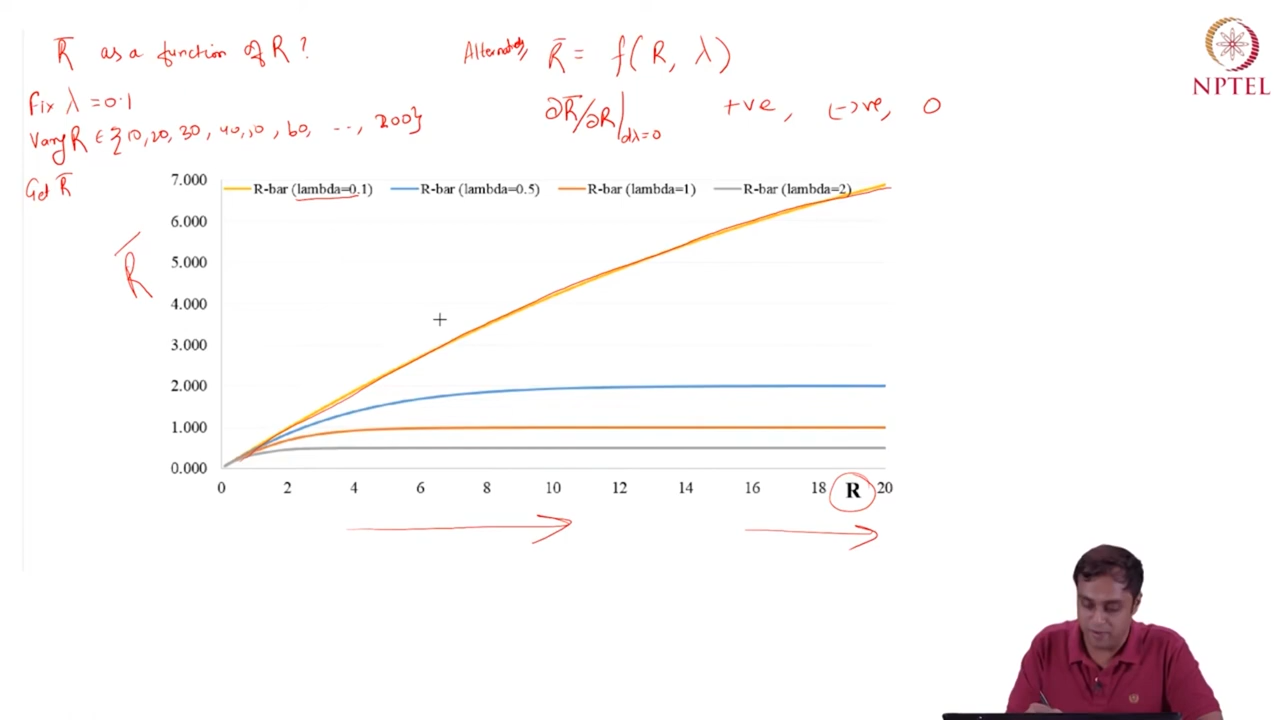 R̄ as a function of R ?
Alternately, R̄ = f(R, λ)
Fix λ = 0.1
∂R̄/∂R|dλ=0 +ve, (-)ve, 0
Vary R ∈ {10, 20, 30, 40, 50, 60, ..., 200}
Get R̄
NPTEL
R-bar (lambda=0.1) R-bar (lambda=0.5) R-bar (lambda=1) R-bar (lambda=2)
R̄
7.000
6.000
5.000
4.000
3.000
2.000
1.000
0.000
0 2 4 6 8 10 12 14 16 18 R 20